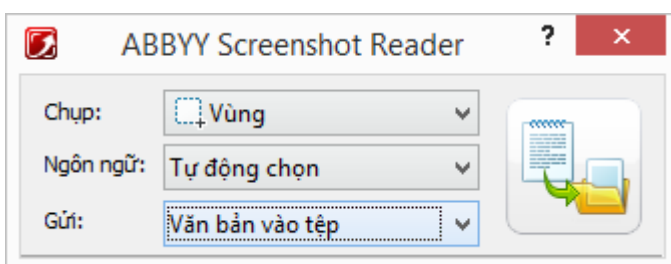 ABBYY Screenshot Reader ? ×
Chụp: Vùng
Ngôn ngữ: Tự động chọn
Gửi: Văn bản vào tệp